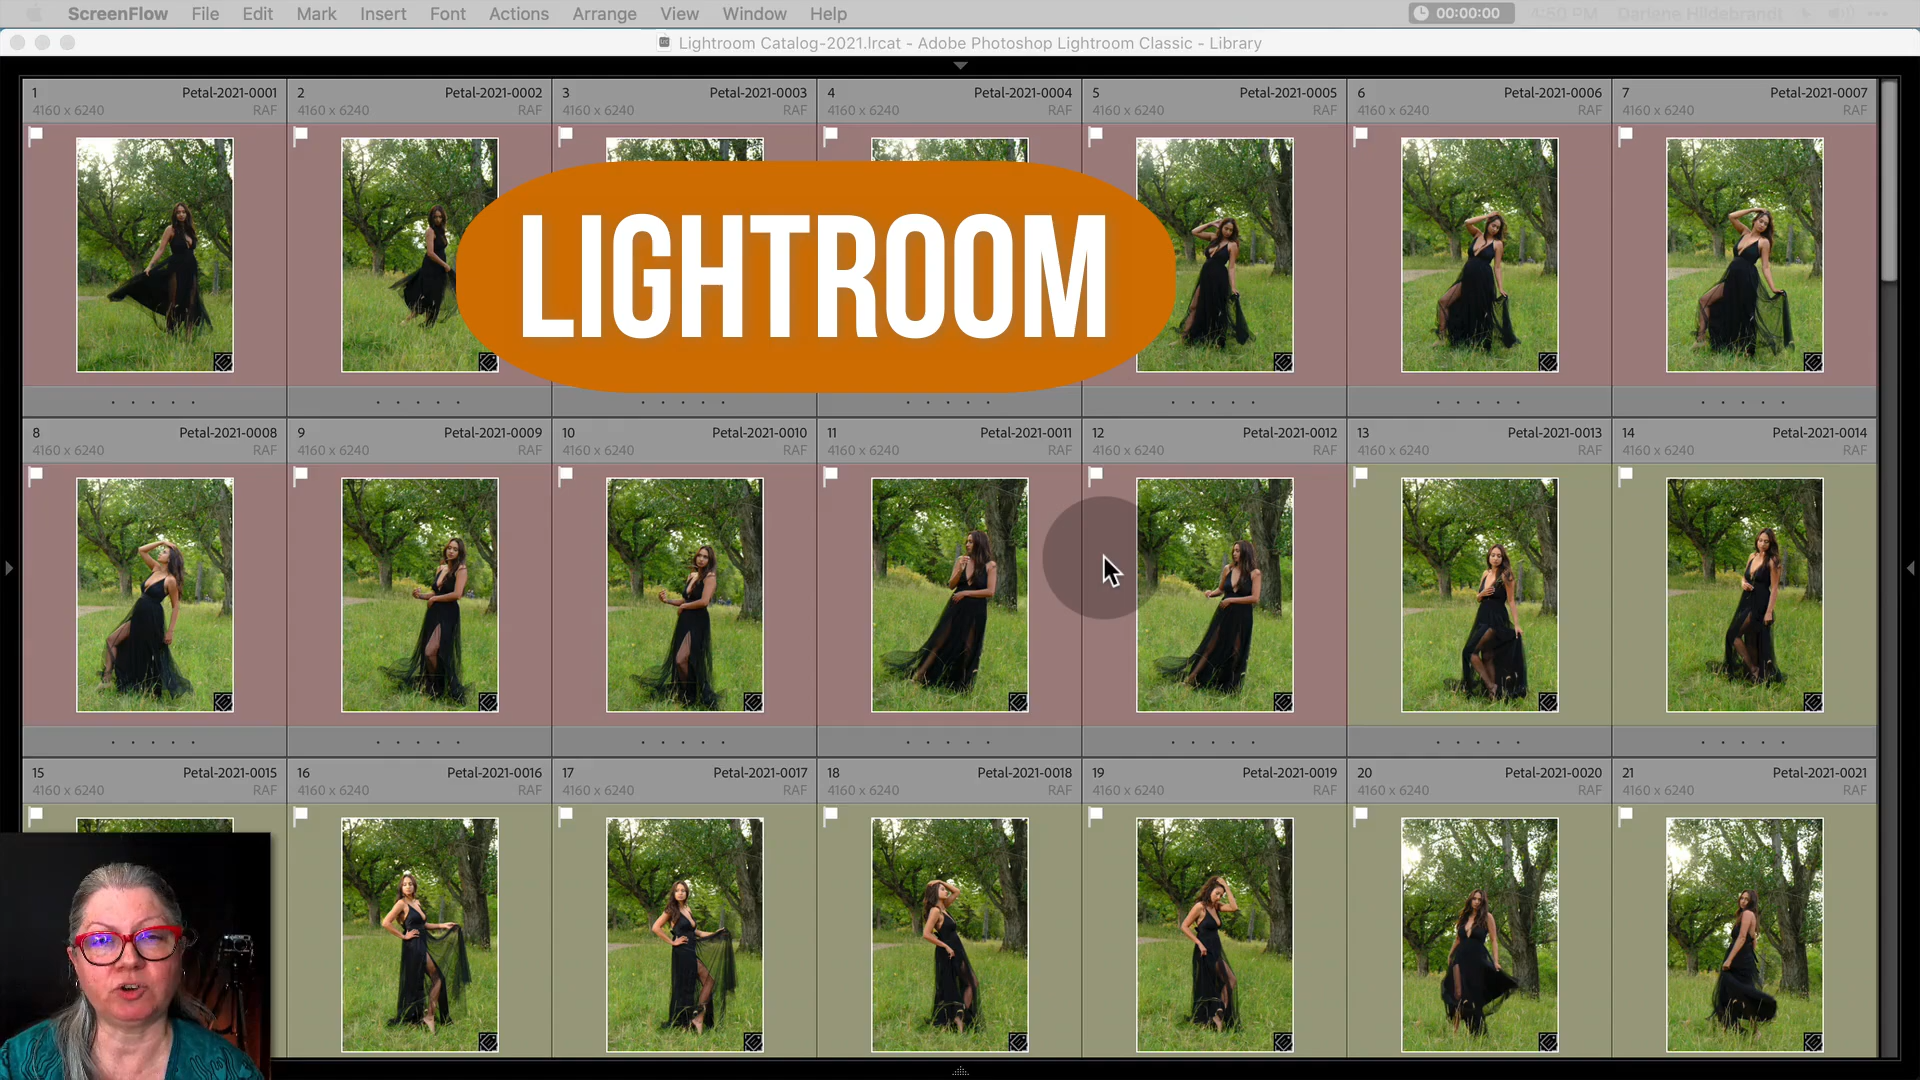 ScreenFlow File Edit Mark Insert Font Actions Arrange View Window Help 00:00:00 4:50 PM Darlene Hildebrandt
Lightroom Catalog-2021.lrcat - Adobe Photoshop Lightroom Classic - Library
1 Petal-2021-0001 2 Petal-2021-0002 3 Petal-2021-0003 4 Petal-2021-0004 5 Petal-2021-0005 6 Petal-2021-0006 7 Petal-2021-0007
4160 x 6240 RAF 4160 x 6240 RAF 4160 x 6240 RAF 4160 x 6240 RAF 4160 x 6240 RAF 4160 x 6240 RAF 4160 x 6240 RAF
LIGHTROOM
8 Petal-2021-0008 9 Petal-2021-0009 10 Petal-2021-0010 11 Petal-2021-0011 12 Petal-2021-0012 13 Petal-2021-0013 14 Petal-2021-0014
4160 x 6240 RAF 4160 x 6240 RAF 4160 x 6240 RAF 4160 x 6240 RAF 4160 x 6240 RAF 4160 x 6240 RAF 4160 x 6240 RAF
15 Petal-2021-0015 16 Petal-2021-0016 17 Petal-2021-0017 18 Petal-2021-0018 19 Petal-2021-0019 20 Petal-2021-0020 21 Petal-2021-0021
4160 x 6240 RAF 4160 x 6240 RAF 4160 x 6240 RAF 4160 x 6240 RAF 4160 x 6240 RAF 4160 x 6240 RAF 4160 x 6240 RAF